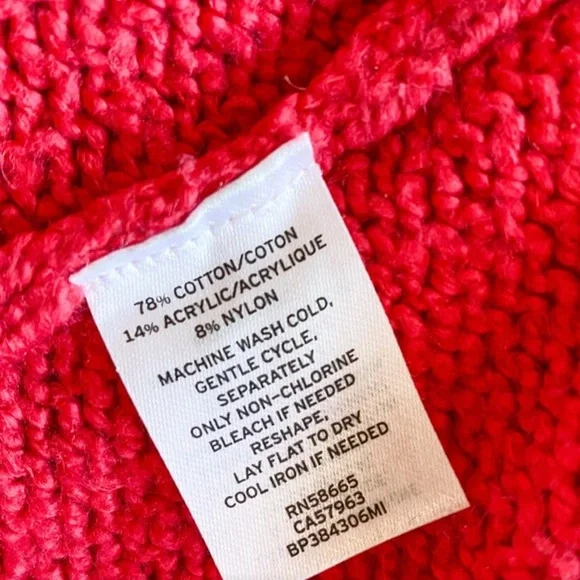 78% COTTON/COTON
14% ACRYLIC/ACRYLIQUE
8% NYLON
MACHINE WASH COLD,
GENTLE CYCLE,
SEPARATELY
ONLY NON-CHLORINE
BLEACH IF NEEDED
RESHAPE,
LAY FLAT TO DRY
COOL IRON IF NEEDED
RN58665
CA57963
BP384306MI